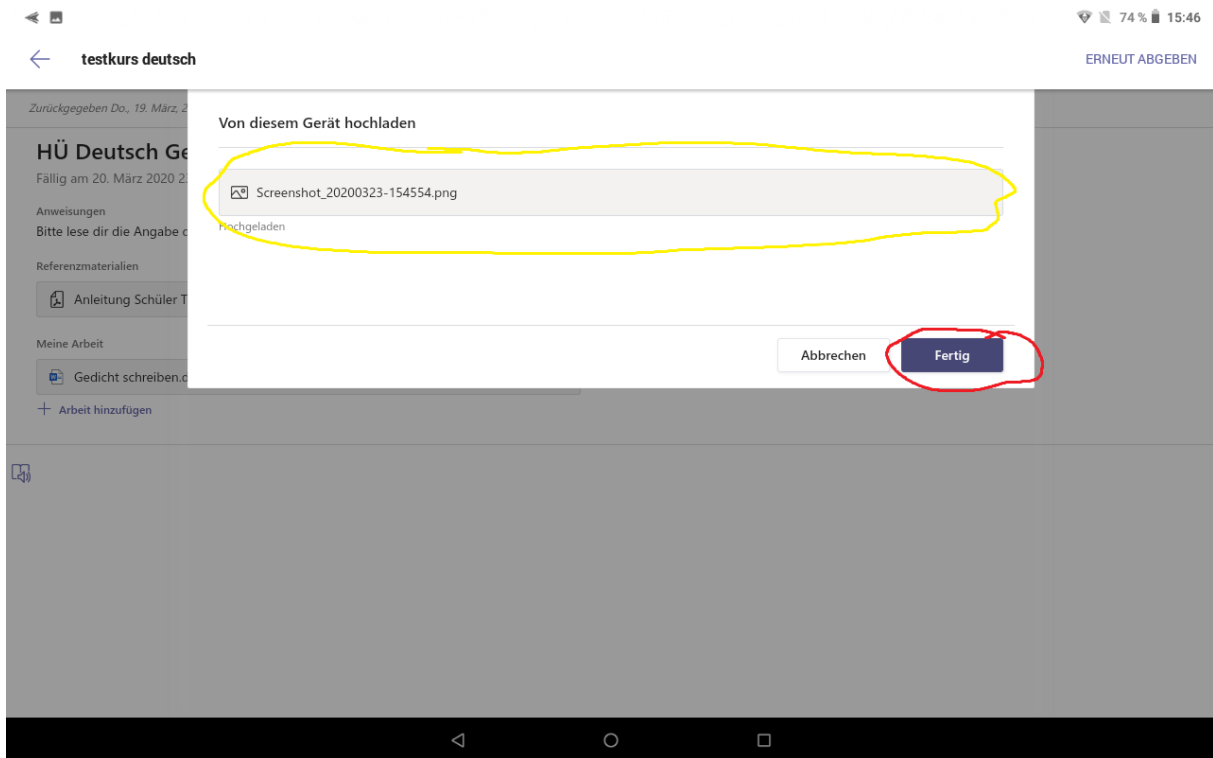 74 % 15:46
testkurs deutsch
ERNEUT ABGEBEN
Zurückgegeben Do., 19. März, 2
Von diesem Gerät hochladen
HÜ Deutsch Ge
Fällig am 20. März 2020 2
Screenshot_20200323-154554.png
Hochgeladen
Anweisungen
Bitte lese dir die Angabe
Referenzmaterialien
Anleitung Schüler T
Meine Arbeit
Abbrechen
Fertig
Gedicht schreiben.
Arbeit hinzufügen